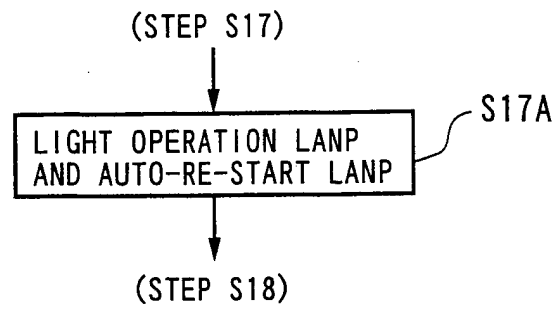 (STEP S17)
S17A
LIGHT OPERATION LANP
AND AUTO-RE-START LANP
(STEP S18)